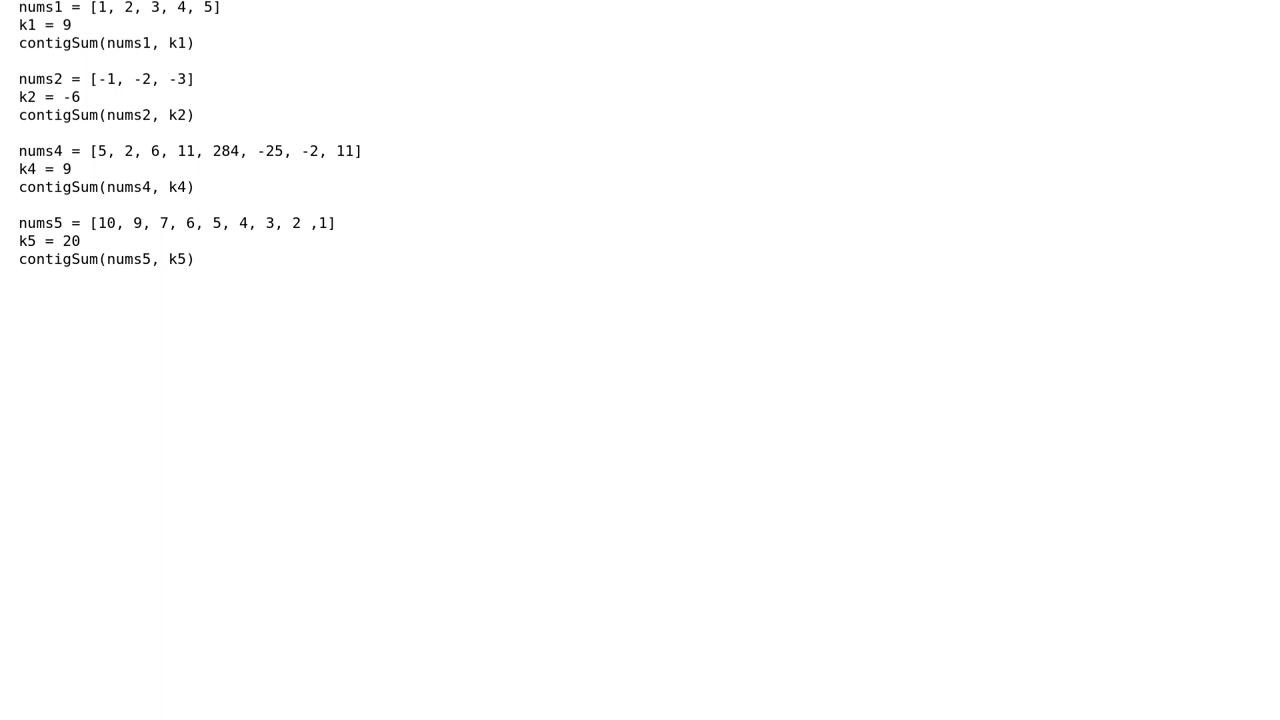 nums1 = [1, 2, 3, 4, 5]
k1 = 9
contigSum(nums1, k1)
nums2 = [-1, -2, -3]
k2 = -6
contigSum(nums2, k2)
nums4 = [5, 2, 6, 11, 284, -25, -2, 11]
k4 = 9
contigSum(nums4, k4)
nums5 = [10, 9, 7, 6, 5, 4, 3, 2 ,1]
k5 = 20
contigSum(nums5, k5)